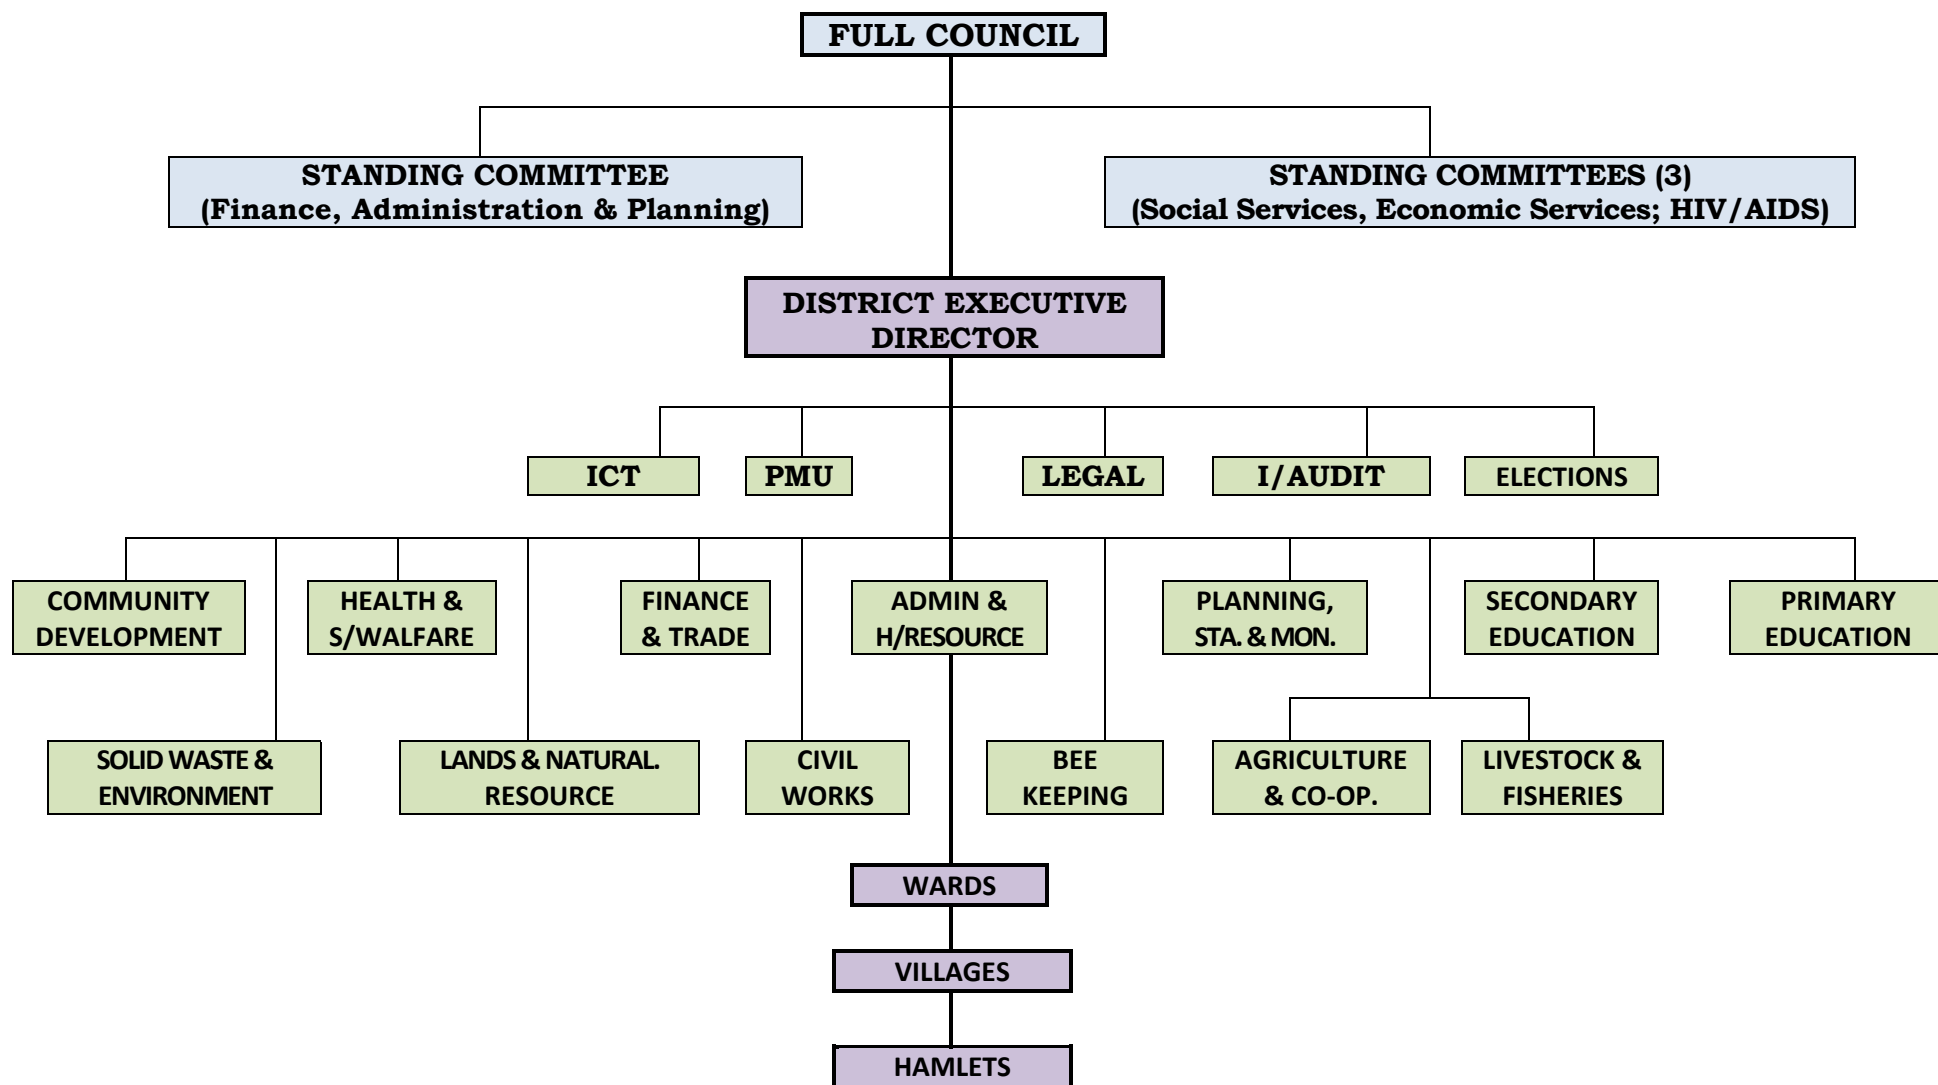 FULL COUNCIL
STANDING COMMITTEE
(Finance, Administration & Planning)
STANDING COMMITTEES (3)
(Social Services, Economic Services; HIV/AIDS)
DISTRICT EXECUTIVE
DIRECTOR
ICT
PMU
LEGAL
I/AUDIT
ELECTIONS
COMMUNITY
DEVELOPMENT
HEALTH &
S/WALFARE
FINANCE
& TRADE
ADMIN &
H/RESOURCE
PLANNING,
STA. & MON.
SECONDARY
EDUCATION
PRIMARY
EDUCATION
SOLID WASTE &
ENVIRONMENT
LANDS & NATURAL.
RESOURCE
CIVIL
WORKS
BEE
KEEPING
AGRICULTURE
& CO-OP.
LIVESTOCK &
FISHERIES
WARDS
VILLAGES
HAMLETS